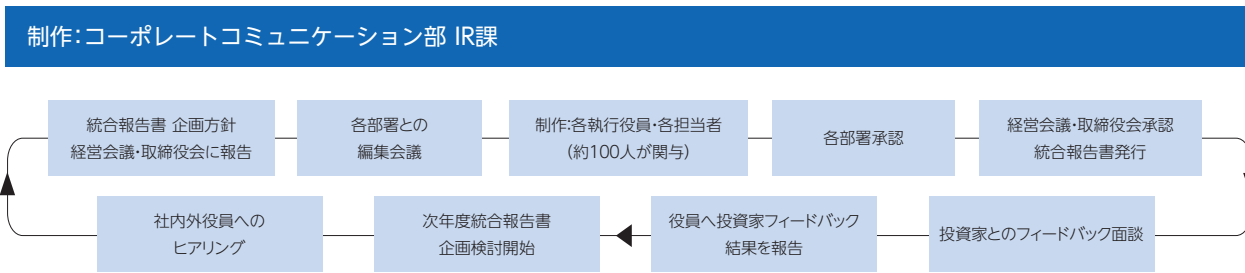 制作:コーポレートコミュニケーション部 IR課
統合報告書 企画方針
経営会議・取締役会に報告
各部署との
編集会議
制作:各執行役員・各担当者
(約100人が関与)
各部署承認
経営会議・取締役会承認
統合報告書発行
社内外役員への
ヒアリング
次年度統合報告書
企画検討開始
役員へ投資家フィードバック
結果を報告
投資家とのフィードバック面談